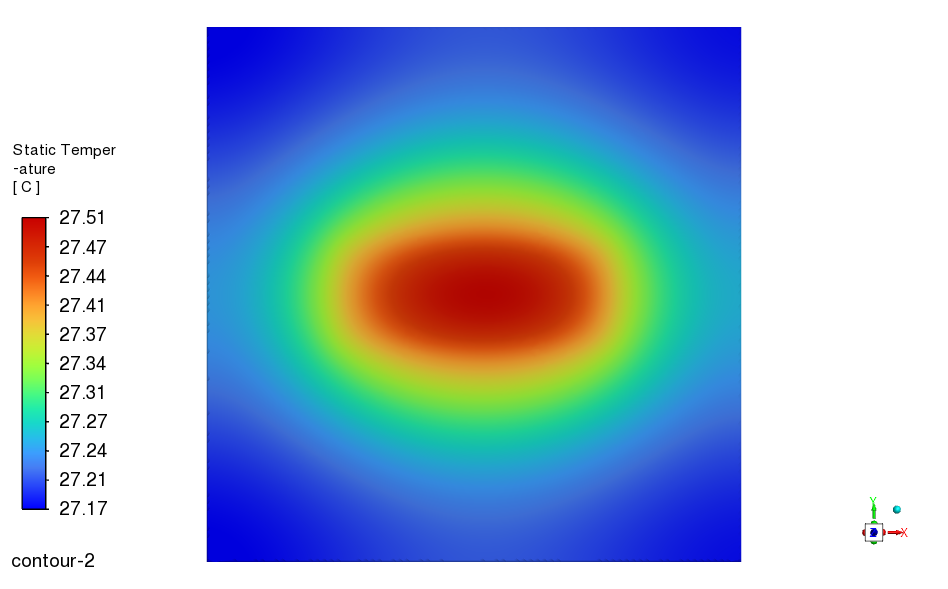 Static Temper
-ature
[ C ]
27.51
27.47
27.44
27.41
27.37
27.34
27.31
27.27
27.24
27.21
27.17
contour-2
Y
Z
X